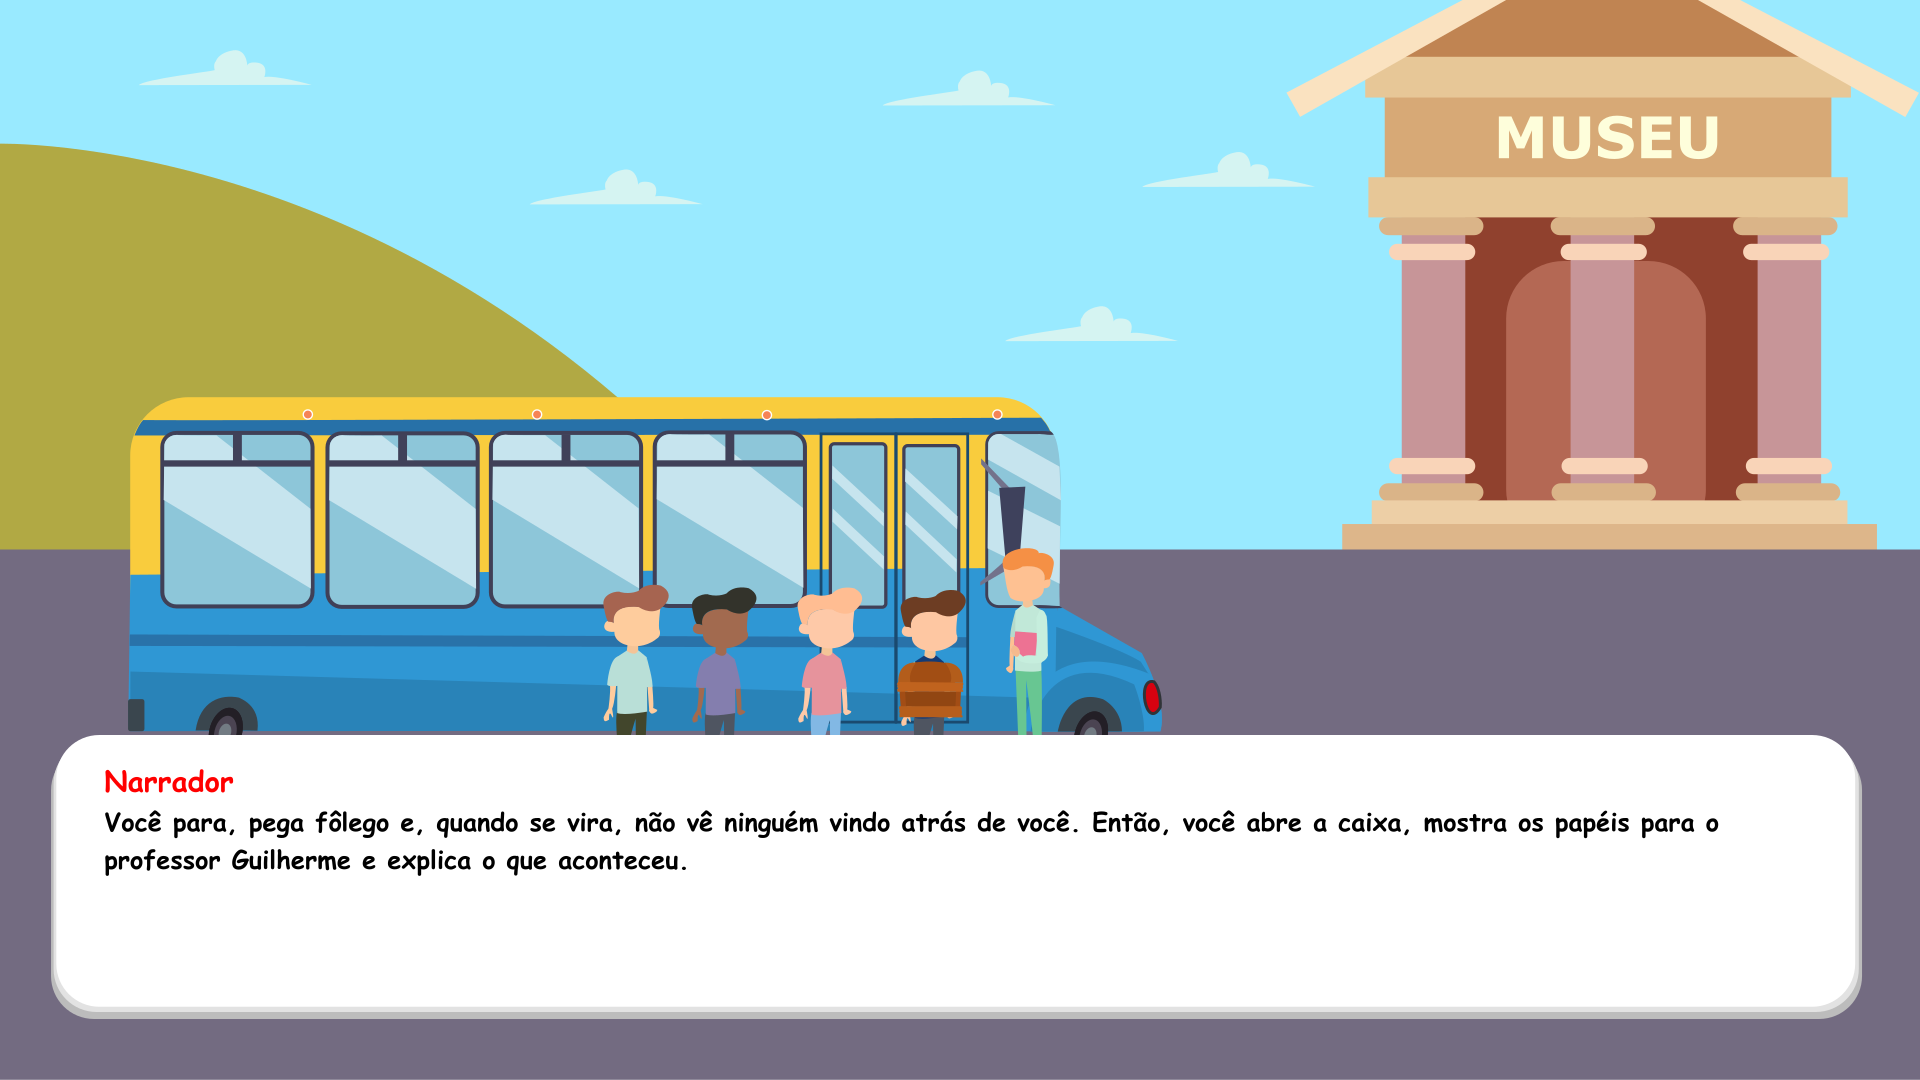 MUSEU
Narrador
Você para, pega fôlego e, quando se vira, não vê ninguém vindo atrás de você. Então, você abre a caixa, mostra os papéis para o
professor Guilherme e explica o que aconteceu.